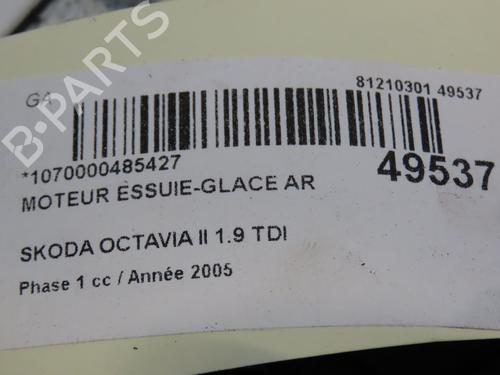 G4
81210301 49537
*1070000485427
49537
MOTEUR ESSUIE-GLACE AR
SKODA OCTAVIA II 1.9 TDI
Phase 1 cc / Année 2005
B-PARTS